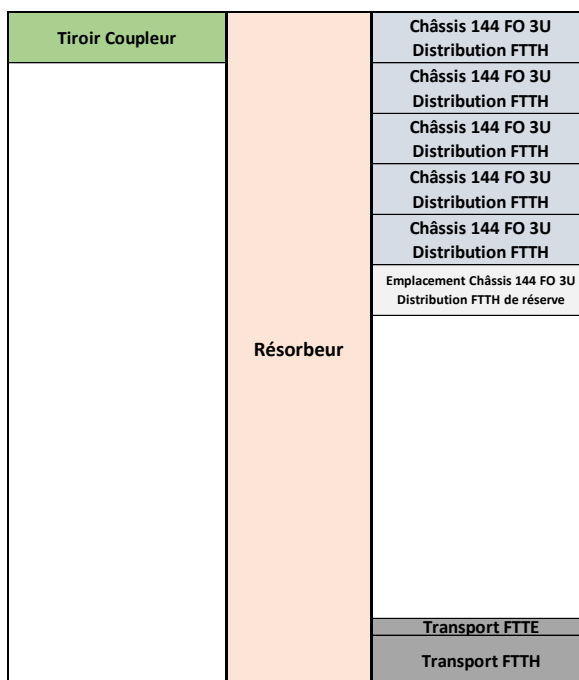 Tiroir Coupleur
Résorbeur
Châssis 144 FO 3U
Distribution FTTH
Châssis 144 FO 3U
Distribution FTTH
Châssis 144 FO 3U
Distribution FTTH
Châssis 144 FO 3U
Distribution FTTH
Châssis 144 FO 3U
Distribution FTTH
Emplacement Châssis 144 FO 3U
Distribution FTTH de réserve
Transport FTTE
Transport FTTH